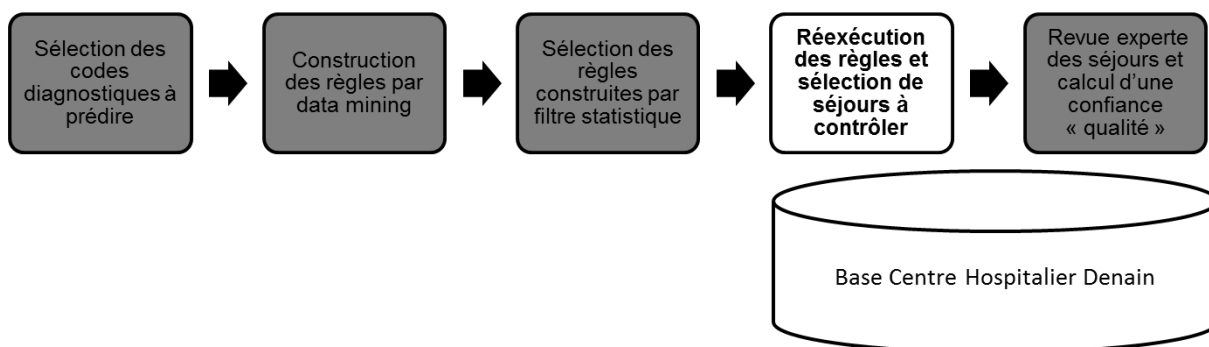 Sélection des
codes
diagnostiques à
prédire
Construction
des règles par
data mining
Sélection des
règles
construites par
filtre statistique
Réexécution
des règles et
sélection de
séjours à
contrôler
Revue experte
des séjours et
calcul d'une
confiance
« qualité »
Base Centre Hospitalier Denain